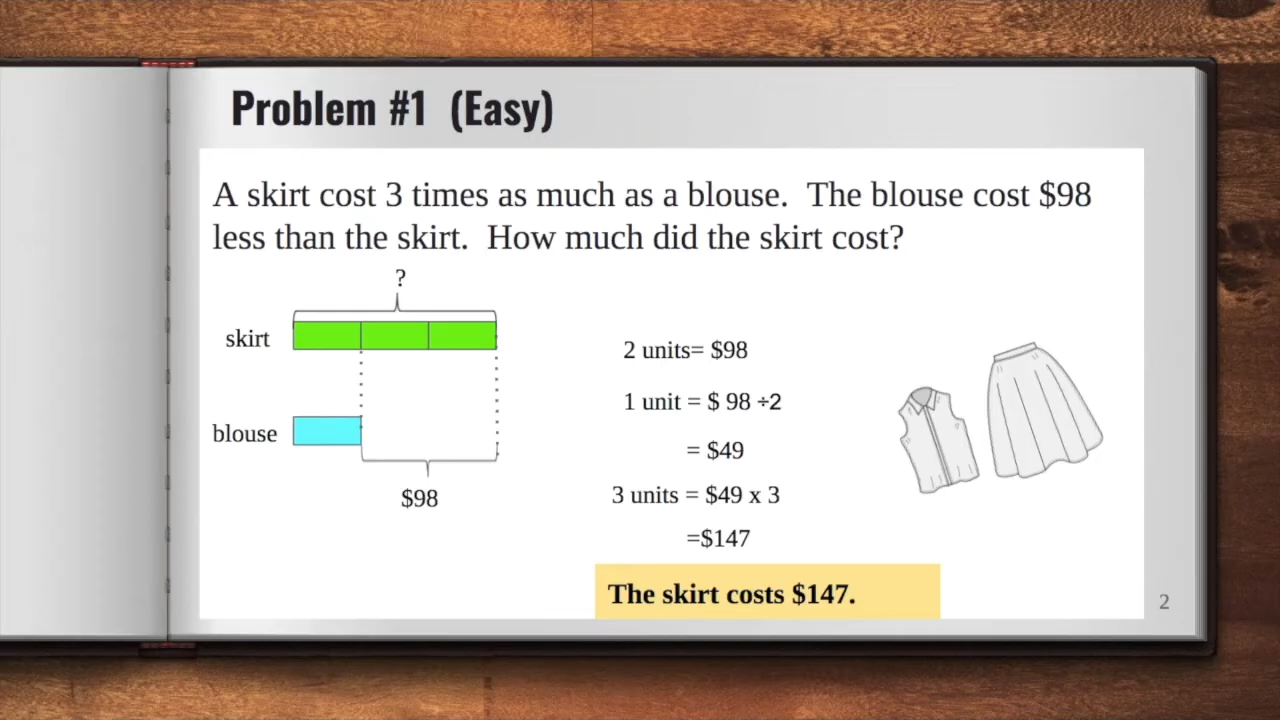 Problem #1 (Easy)
A skirt cost 3 times as much as a blouse. The blouse cost $98
less than the skirt. How much did the skirt cost?
?
skirt
blouse
$98
2 units= $98
1 unit = $ 98 ÷2
= $49
3 units = $49 x 3
=$147
The skirt costs $147.
2